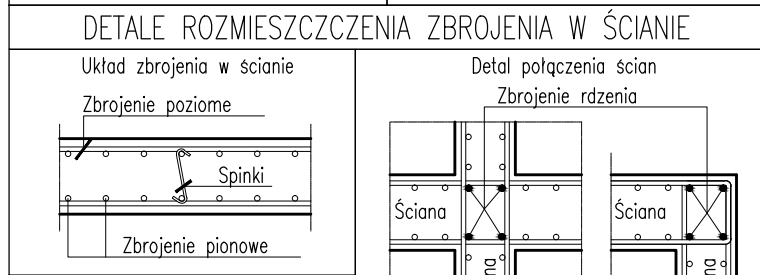 DETALE ROZMIESZCZCZENIA ZBROJENIA W ŚCIANIE
Układ zbrojenia w ścianie
Zbrojenie poziome
Spinki
Zbrojenie pionowe
Detal połączenia ścian
Zbrojenie rdzenia
Ściana
Ściana